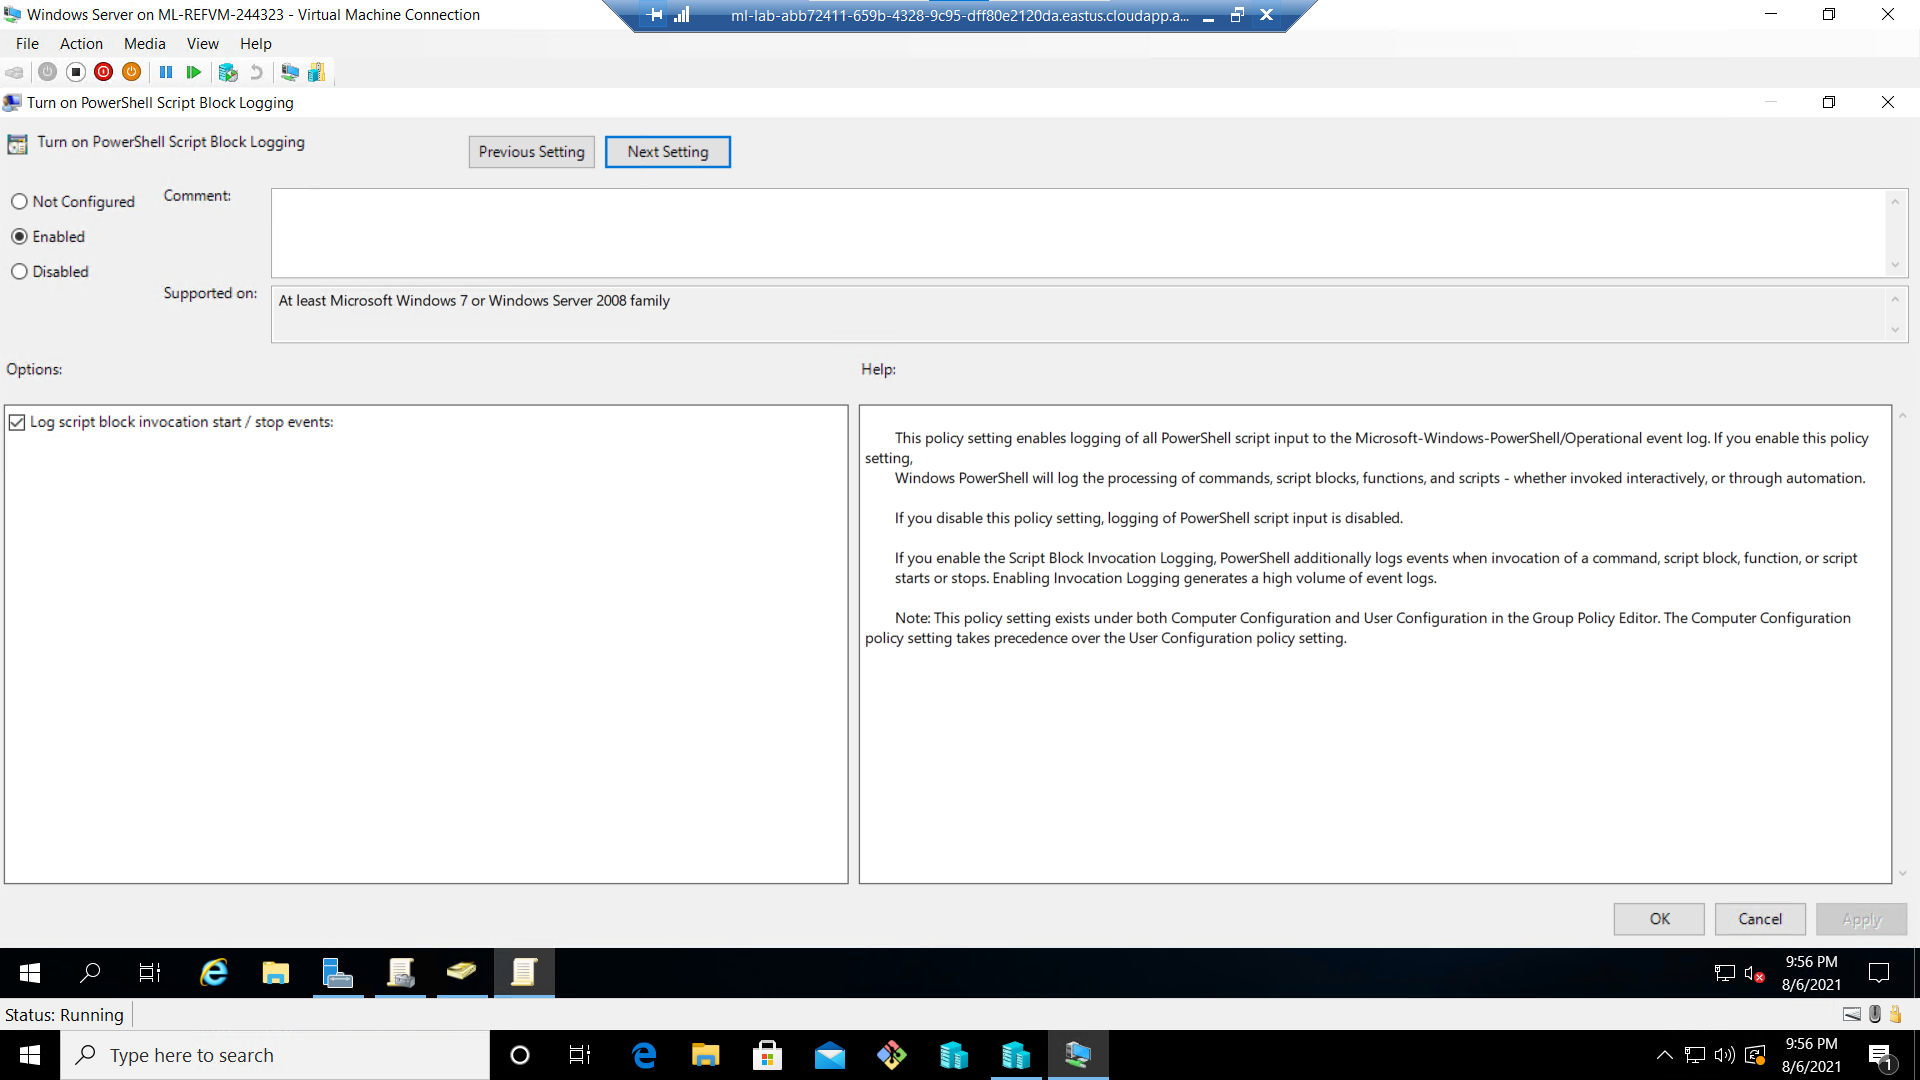 Windows Server on ML-REFVM-244323 - Virtual Machine Connection
ml-lab-abb72411-659b-4328-9c95-dff80e2120da.eastus.cloudapp.a...
File Action Media View Help
Turn on PowerShell Script Block Logging
Turn on PowerShell Script Block Logging
Previous Setting
Next Setting
Not Configured
Enabled
Disabled
Comment:
Supported on:
At least Microsoft Windows 7 or Windows Server 2008 family
Options:
Help:
Log script block invocation start / stop events:
This policy setting enables logging of all PowerShell script input to the Microsoft-Windows-PowerShell/Operational event log. If you enable this policy
setting,
Windows PowerShell will log the processing of commands, script blocks, functions, and scripts - whether invoked interactively, or through automation.
If you disable this policy setting, logging of PowerShell script input is disabled.
If you enable the Script Block Invocation Logging, PowerShell additionally logs events when invocation of a command, script block, function, or script
starts or stops. Enabling Invocation Logging generates a high volume of event logs.
Note: This policy setting exists under both Computer Configuration and User Configuration in the Group Policy Editor. The Computer Configuration
policy setting takes precedence over the User Configuration policy setting.
OK
Cancel
Apply
9:56 PM
8/6/2021
Status: Running
Type here to search
9:56 PM
8/6/2021
1